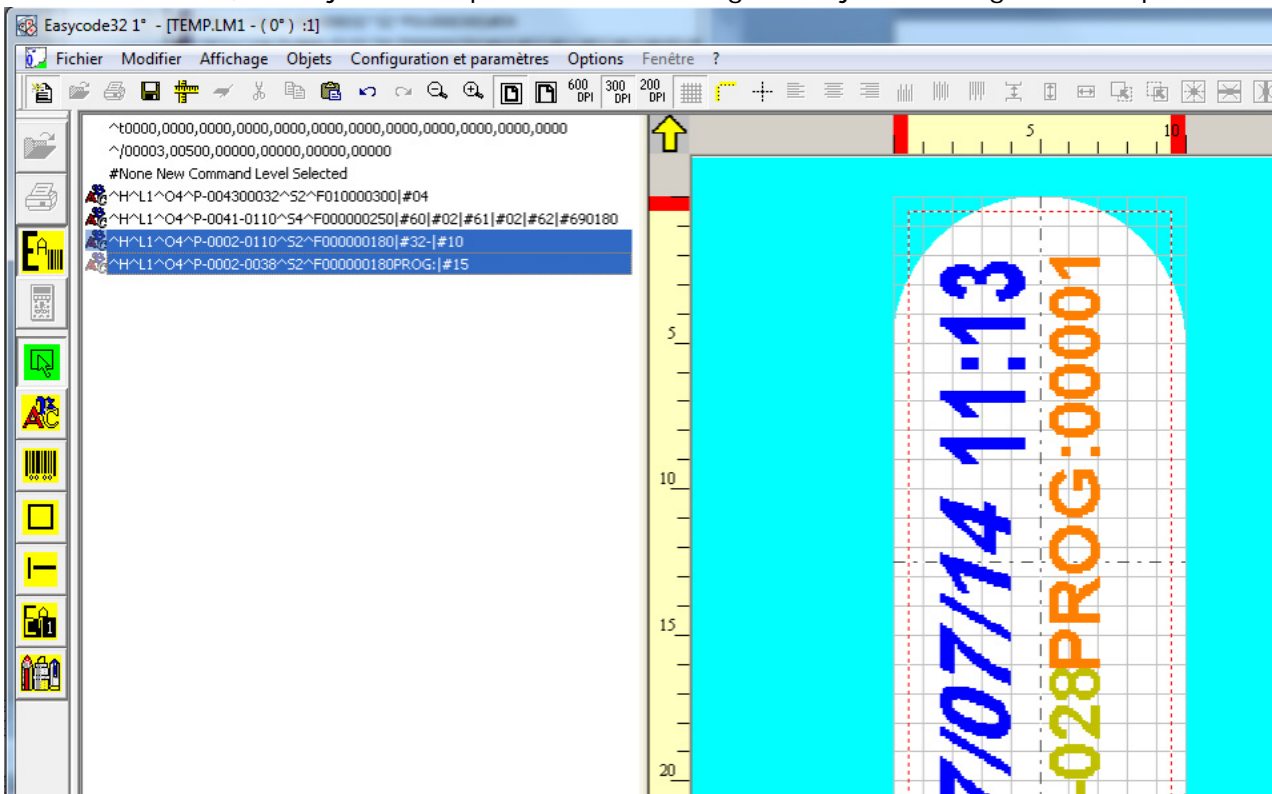 Easycode32 1° - [TEMP.LM1 - ( 0° ) :1]
Fichier Modifier Affichage Objets Configuration et paramètres Options Fenêtre ?
600 DPI 300 DPI 200 DPI
^t0000,0000,0000,0000,0000,0000,0000,0000,0000,0000,0000,0000
^/00003,00500,00000,00000,00000,00000
#None New Command Level Selected
^H^L1^O4^P-004300032^S2^F010000300|#04
^H^L1^O4^P-0041-0110^S4^F000000250|#60|#02|#61|#02|#62|#690180
^H^L1^O4^P-0002-0110^S2^F000000180|#32-|#10
^H^L1^O4^P-0002-0038^S2^F000000180PROG:|#15
5 10
5
10
15
20
7/07/14 11:13
-028PROG:00001